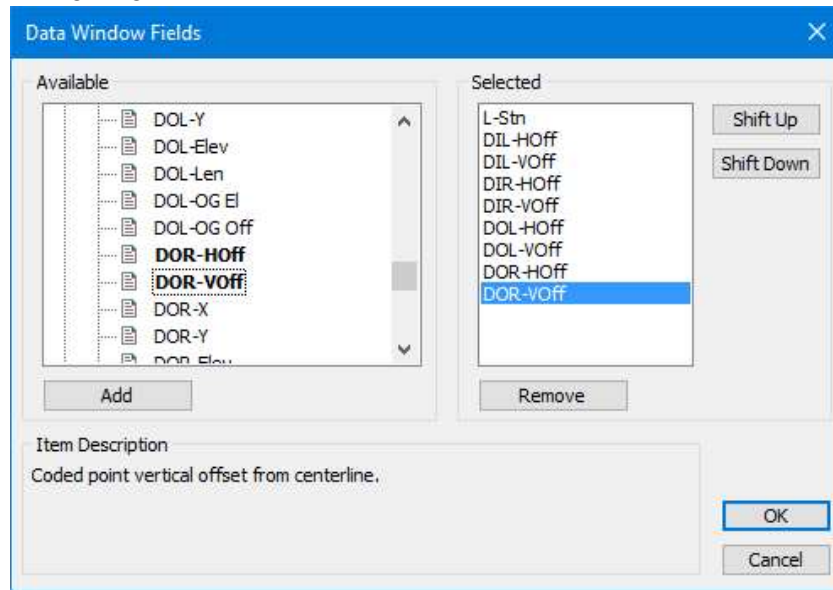 Data Window Fields
Available
DOL-Y
DOL-Elev
DOL-Len
DOL-OG El
DOL-OG Off
DOR-HOff
DOR-VOff
DOR-X
DOR-Y
DOR-Elev
Add
Selected
L-Stn
DIL-HOff
DIL-VOff
DIR-HOff
DIR-VOff
DOL-HOff
DOL-VOff
DOR-HOff
DOR-VOff
Remove
Shift Up
Shift Down
Item Description
Coded point vertical offset from centerline.
OK
Cancel